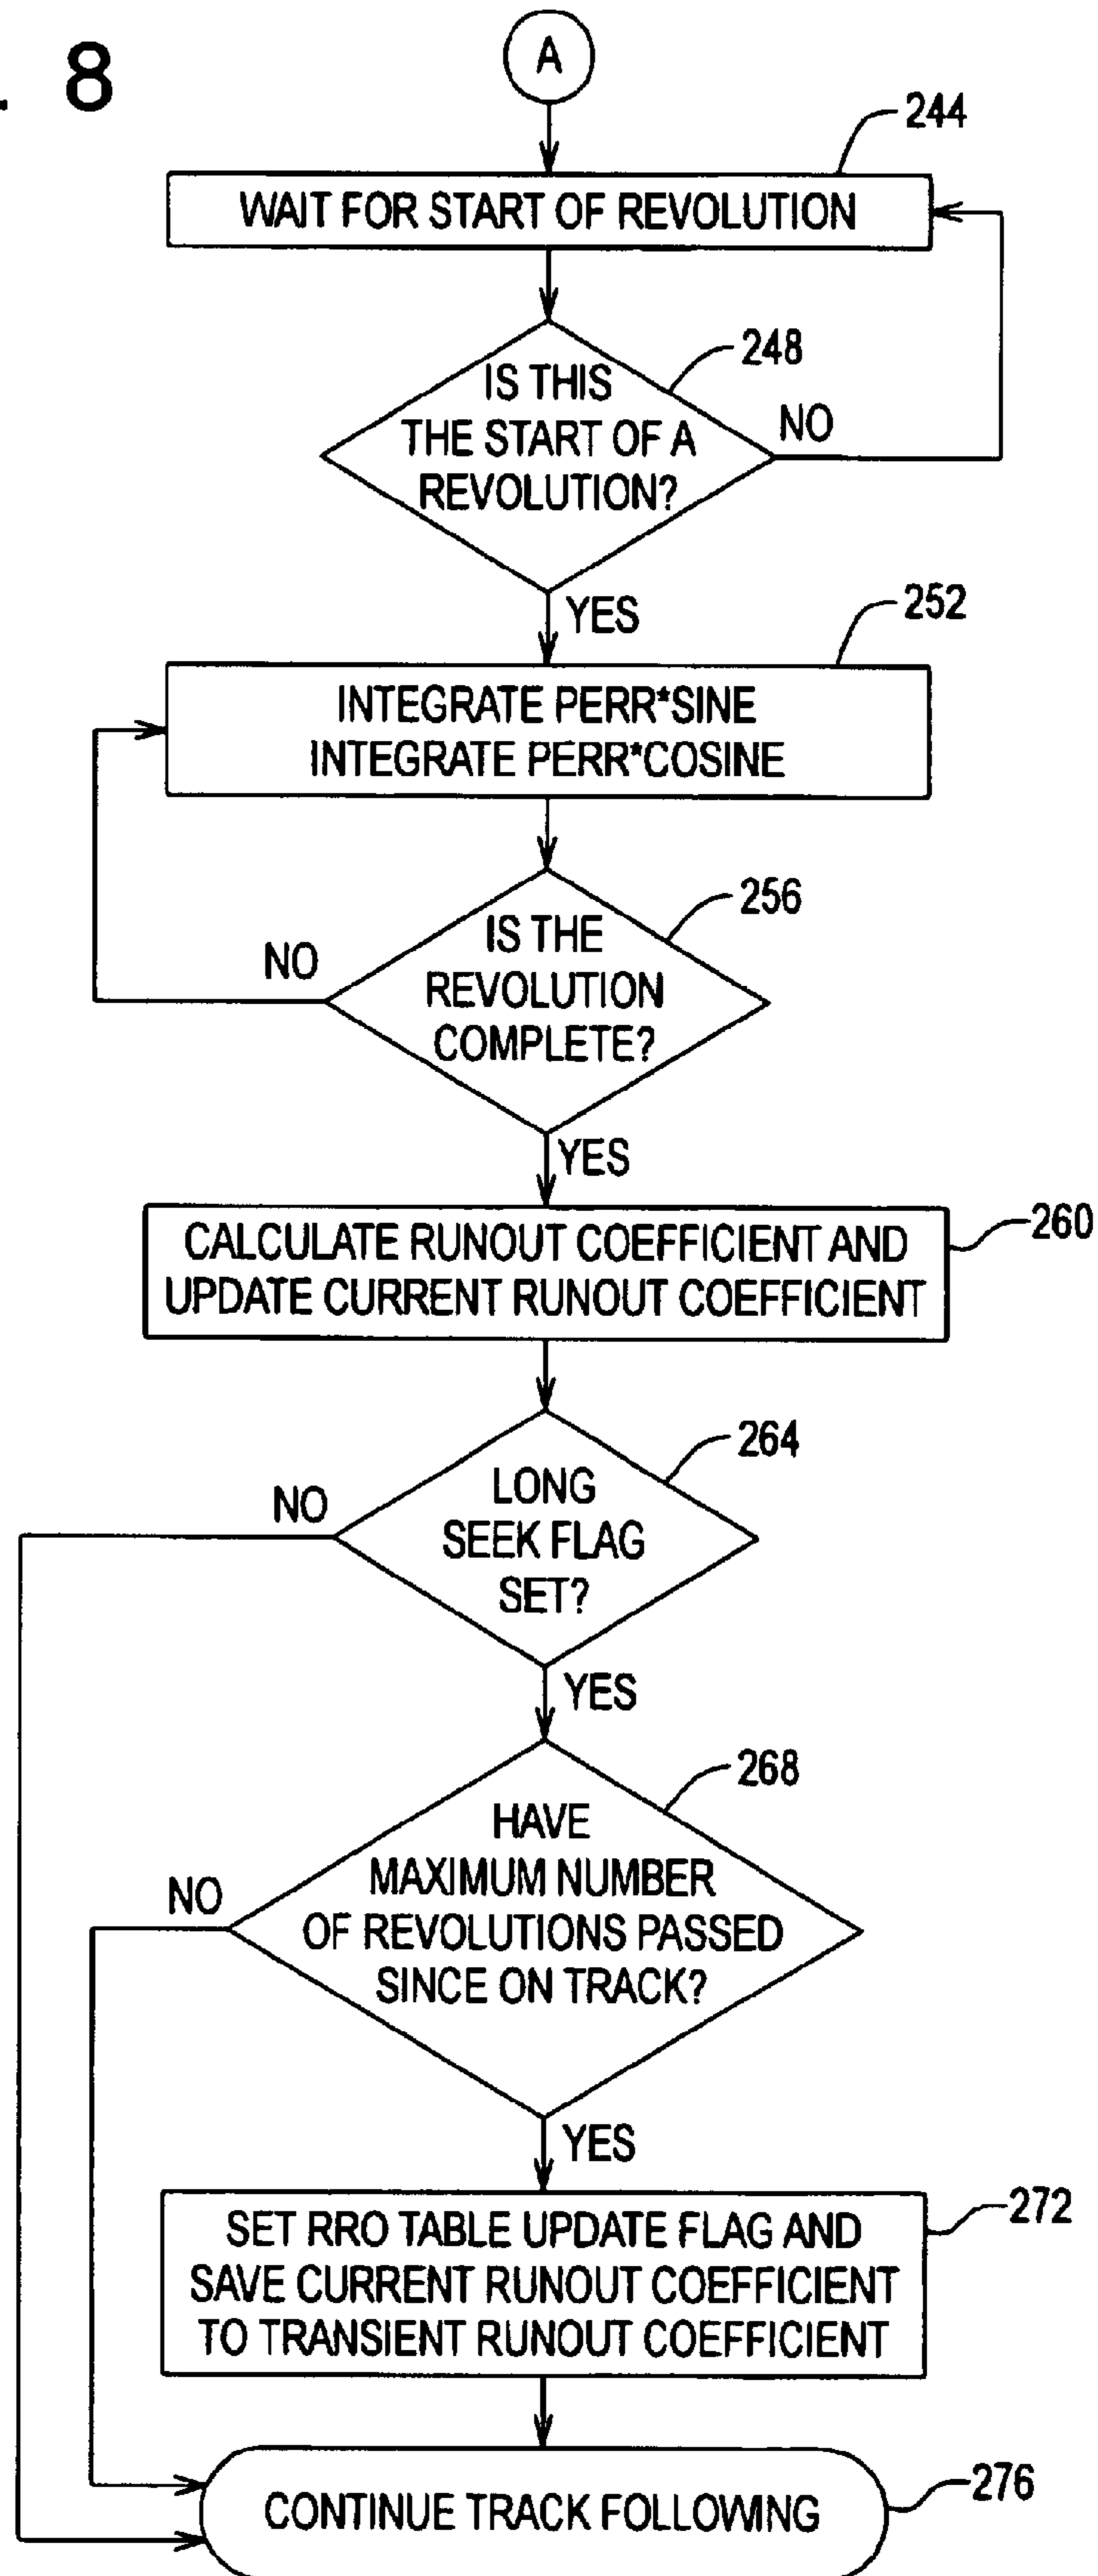 . 8
A
244
WAIT FOR START OF REVOLUTION
248
IS THIS
THE START OF A
REVOLUTION?
NO
YES
252
INTEGRATE PERR*SINE
INTEGRATE PERR*COSINE
256
IS THE
REVOLUTION
COMPLETE?
NO
YES
260
CALCULATE RUNOUT COEFFICIENT AND
UPDATE CURRENT RUNOUT COEFFICIENT
264
LONG
SEEK FLAG
SET?
NO
YES
268
HAVE
MAXIMUM NUMBER
OF REVOLUTIONS PASSED
SINCE ON TRACK?
NO
YES
272
SET RRO TABLE UPDATE FLAG AND
SAVE CURRENT RUNOUT COEFFICIENT
TO TRANSIENT RUNOUT COEFFICIENT
276
CONTINUE TRACK FOLLOWING